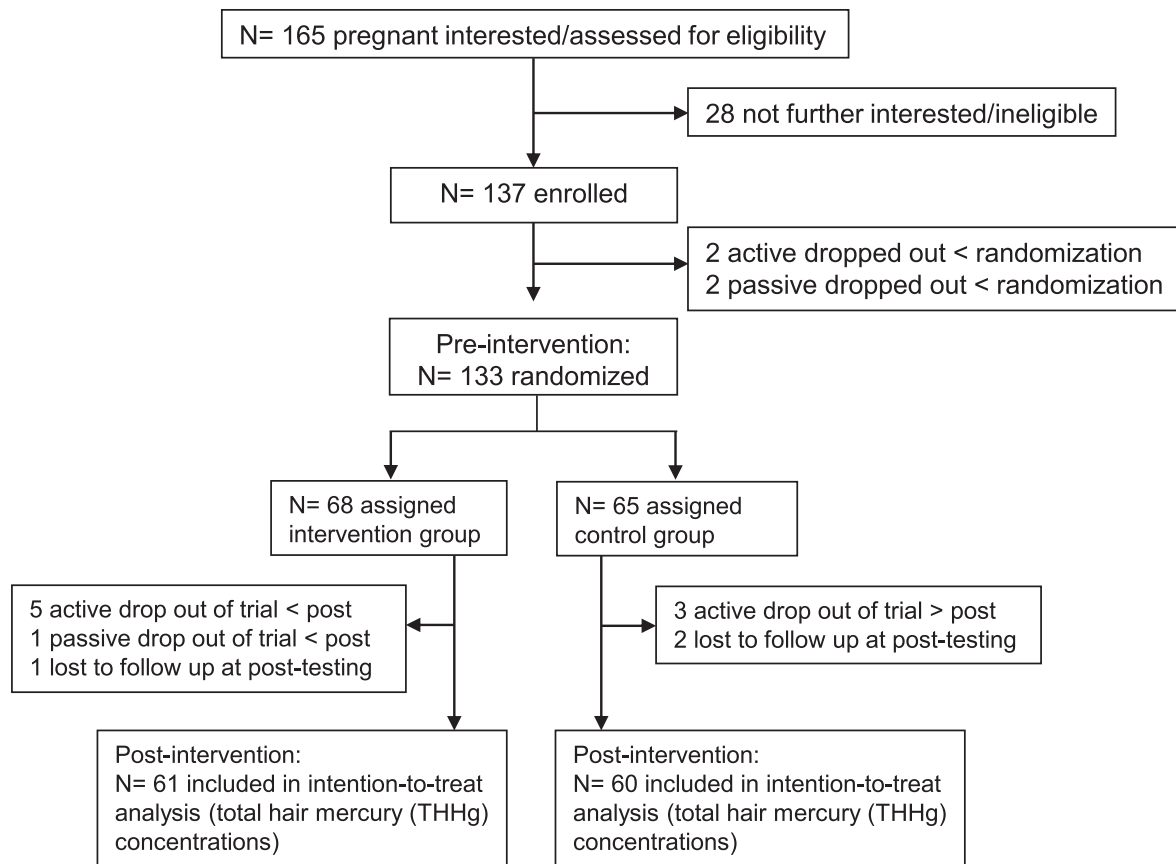 N= 165 pregnant interested/assessed for eligibility
28 not further interested/ineligible
N= 137 enrolled
2 active dropped out < randomization
2 passive dropped out < randomization
Pre-intervention:
N= 133 randomized
N= 68 assigned
intervention group
N= 65 assigned
control group
5 active drop out of trial < post
1 passive drop out of trial < post
1 lost to follow up at post-testing
3 active drop out of trial > post
2 lost to follow up at post-testing
Post-intervention:
N= 61 included in intention-to-treat
analysis (total hair mercury (THHg)
concentrations)
Post-intervention:
N= 60 included in intention-to-treat
analysis (total hair mercury (THHg)
concentrations)